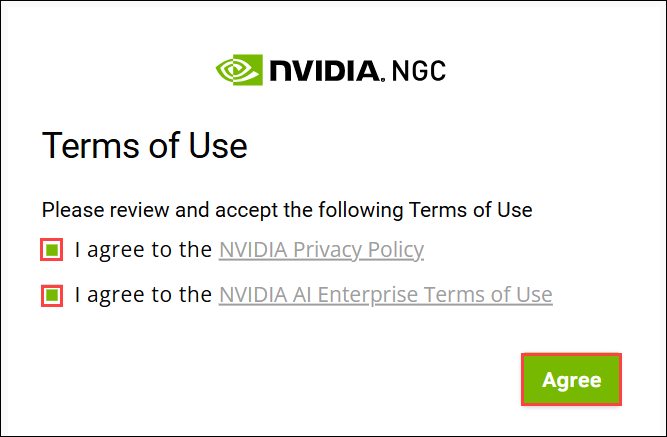 NVIDIA. NGC
Terms of Use
Please review and accept the following Terms of Use
I agree to the NVIDIA Privacy Policy
I agree to the NVIDIA AI Enterprise Terms of Use
Agree